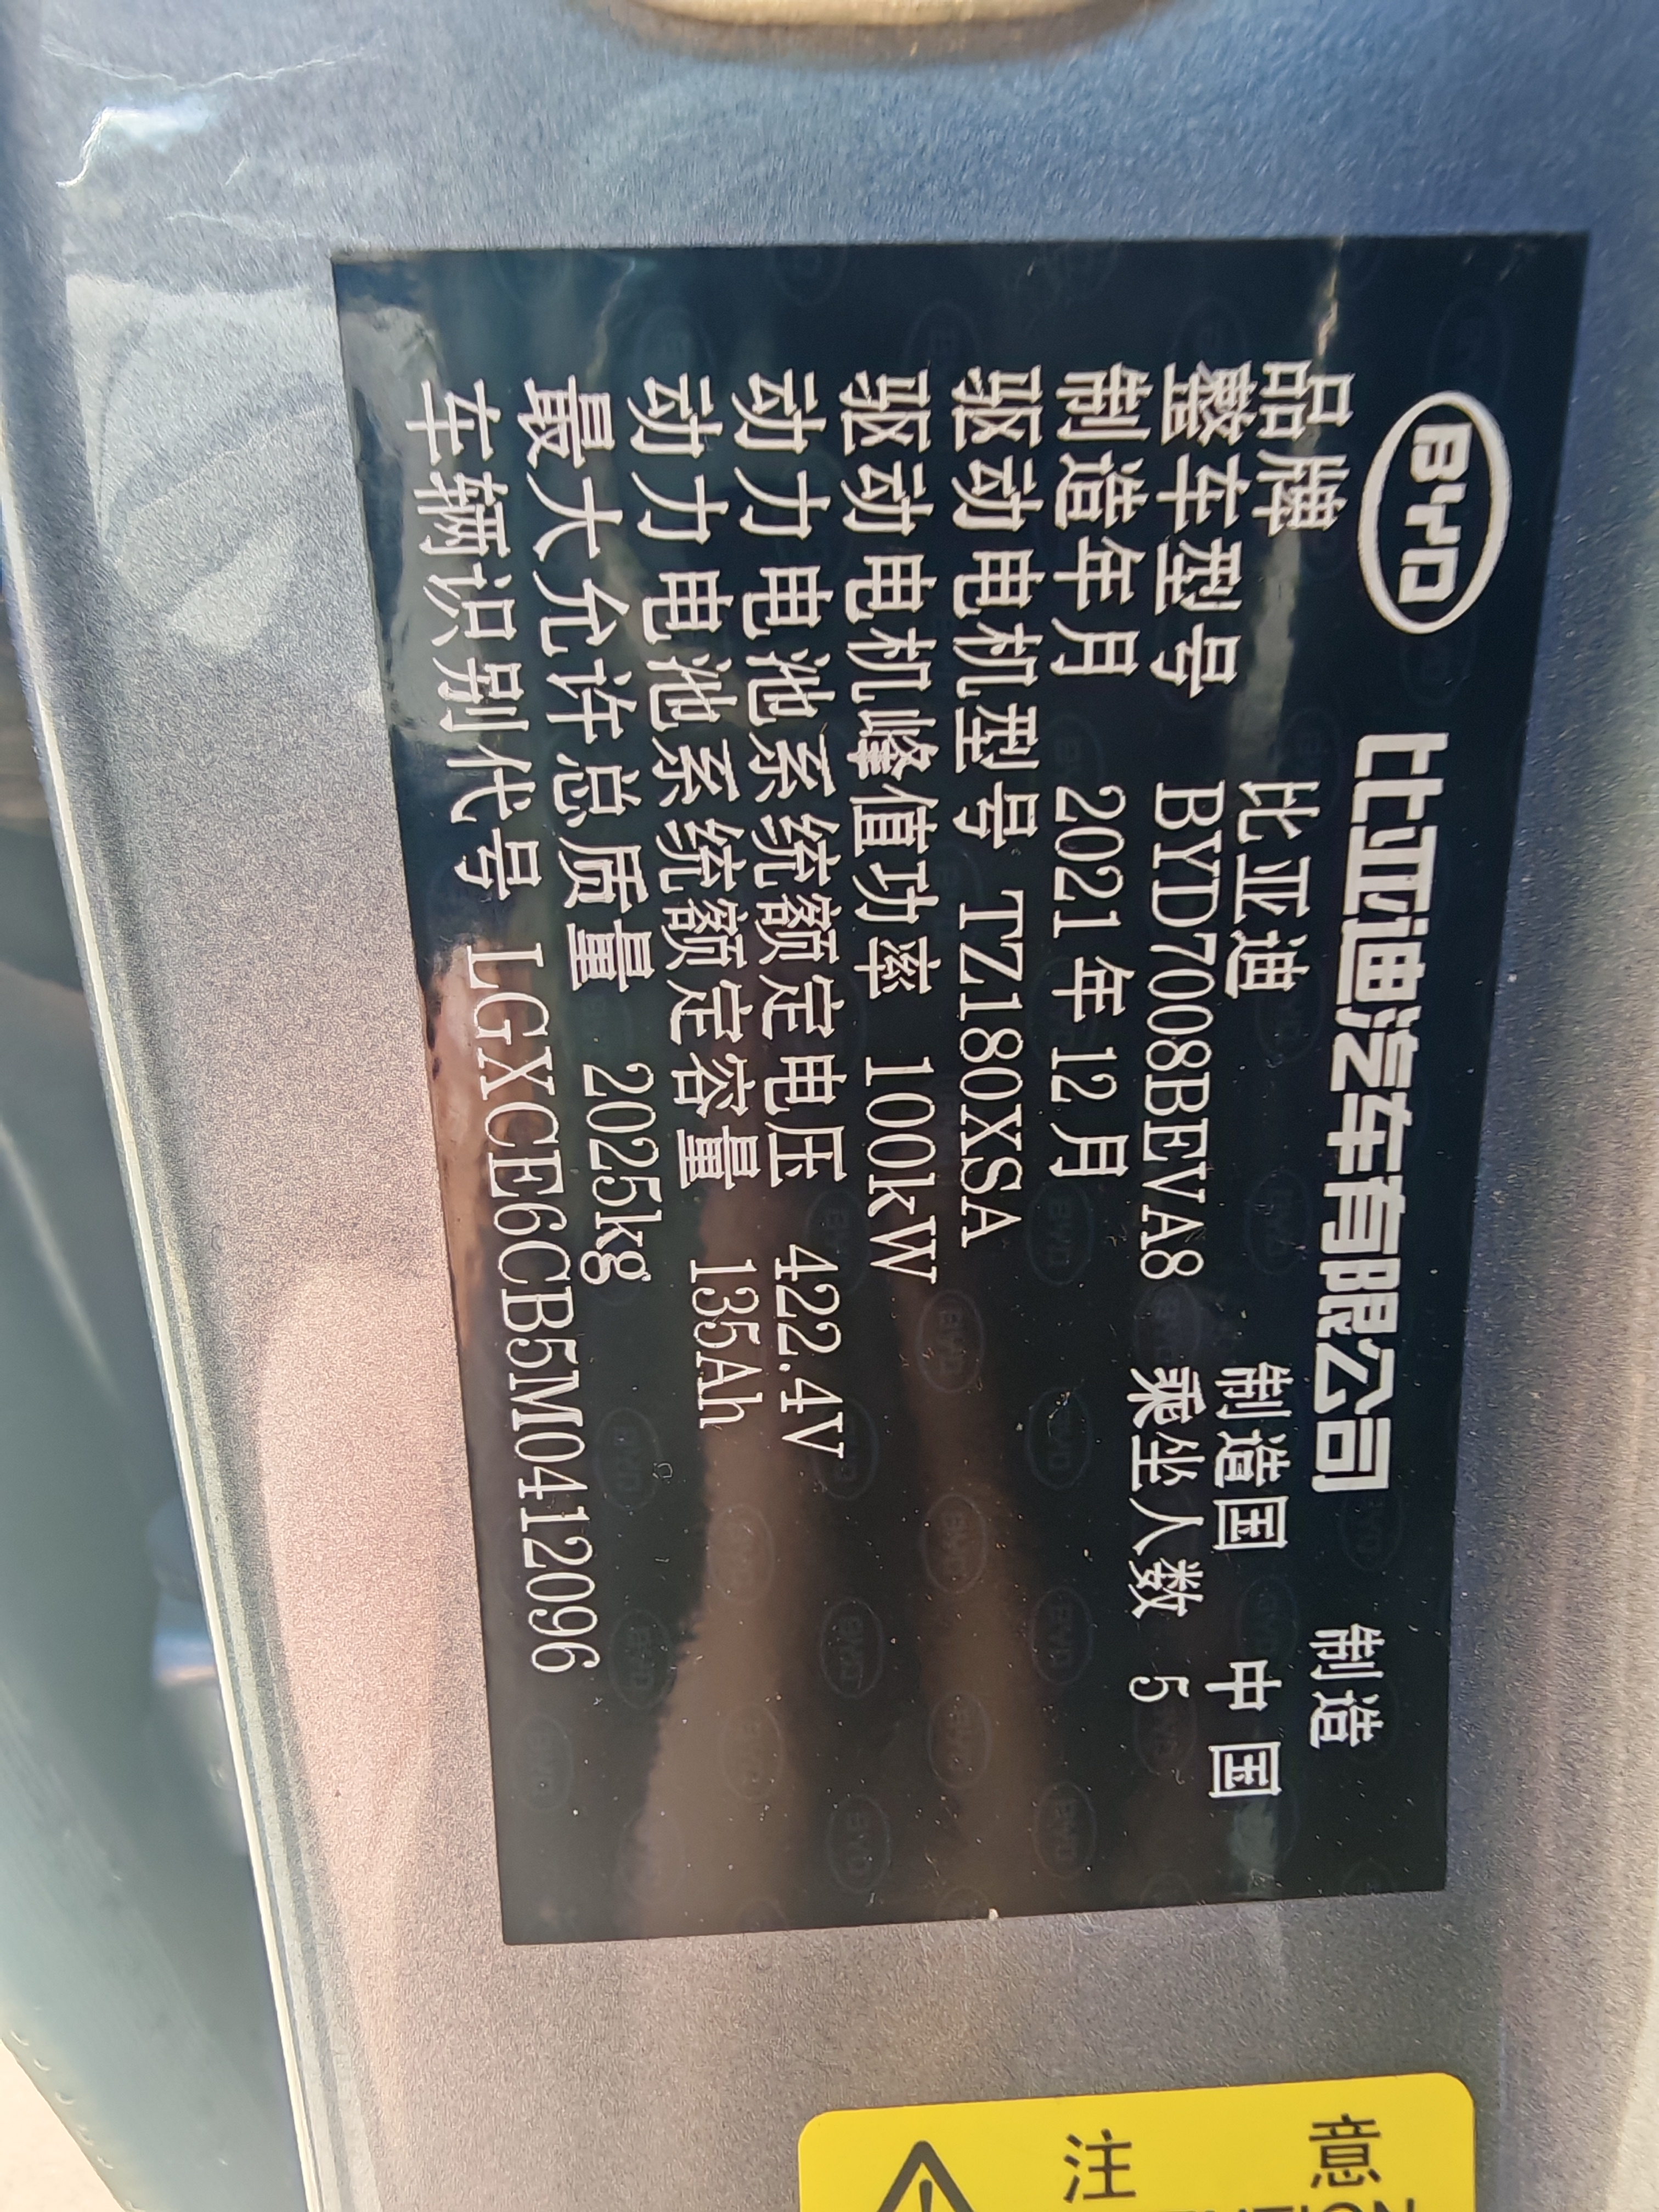 BYD 比亚迪汽车有限公司 制造
品牌 比亚迪 制造国 中国
整车型号 BYD7008BEVA8 乘坐人数 5
制造年月 2021年12月
驱动电机型号 TZ180XSA
驱动电机峰值功率 100kW
动力电池系统额定电压 422.4V
动力电池系统额定容量 135Ah
最大允许总质量 2025kg
车辆识别代号 LGXCE6CB5M0412096
注 意